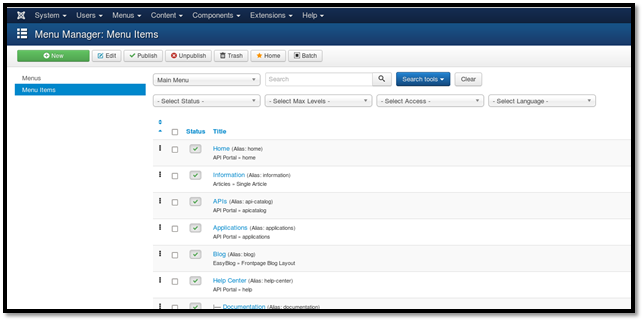 System Users Menus Content Components Extensions Help
Menu Manager: Menu Items
New Edit Publish Unpublish Trash Home Batch
Menus
Menu Items
Main Menu Search Search tools Clear
- Select Status - - Select Max Levels - - Select Access - - Select Language -
Status Title
Home (Alias: home)
API Portal » home
Information (Alias: information)
Articles » Single Article
APIs (Alias: api-catalog)
API Portal » apicatalog
Applications (Alias: applications)
API Portal » applications
Blog (Alias: blog)
EasyBlog » Frontpage Blog Layout
Help Center (Alias: help-center)
API Portal » help
Documentation (Alias: documentation)